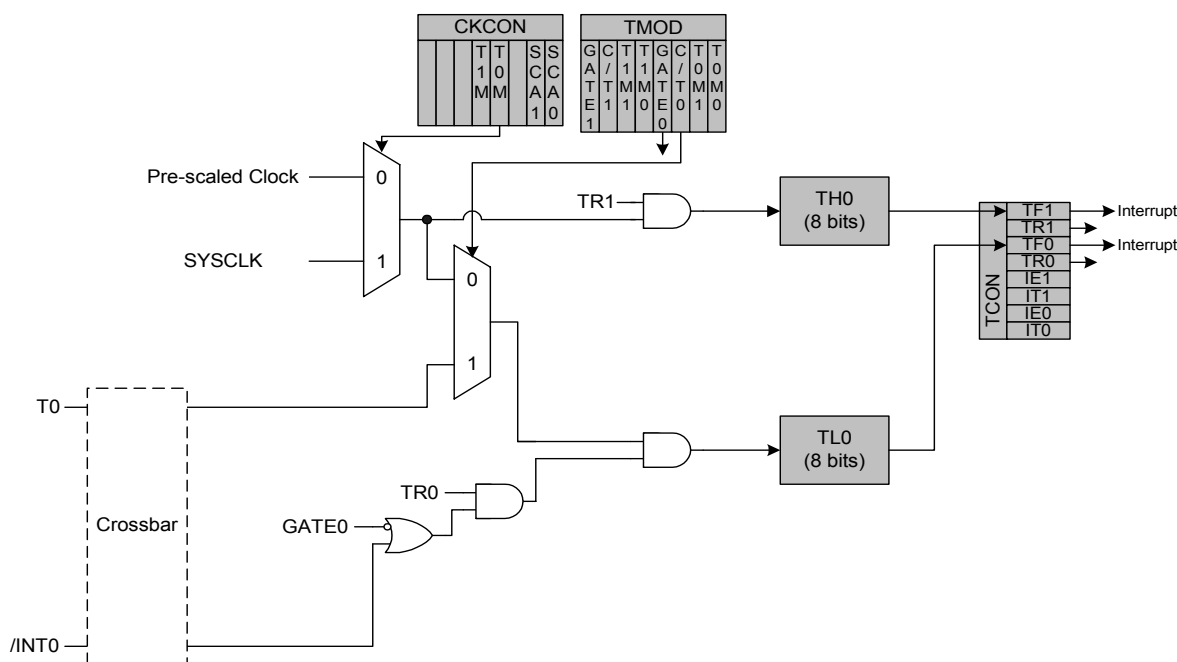 CKCON
T1M
T0M
SCA1
SCA0
TMOD
GATE1
C/T1
T1M1
T1M0
GATE0
C/T0
T0M1
T0M0
Pre-scaled Clock
0
SYSCLK
1
TR1
TH0
(8 bits)
TCON
TF1
TR1
TF0
TR0
IE1
IT1
IE0
IT0
Interrupt
Interrupt
0
1
T0
Crossbar
/INT0
TR0
GATE0
TL0
(8 bits)